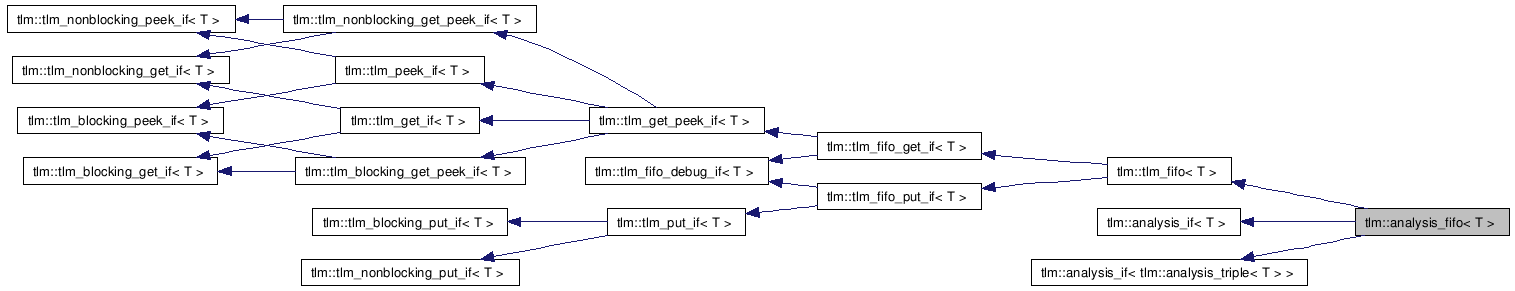 tlm::tlm_nonblocking_peek_if< T >
tlm::tlm_nonblocking_get_peek_if< T >
tlm::tlm_nonblocking_get_if< T >
tlm::tlm_peek_if< T >
tlm::tlm_blocking_peek_if< T >
tlm::tlm_get_if< T >
tlm::tlm_get_peek_if< T >
tlm::tlm_fifo_get_if< T >
tlm::tlm_blocking_get_if< T >
tlm::tlm_blocking_get_peek_if< T >
tlm::tlm_fifo_debug_if< T >
tlm::tlm_fifo< T >
tlm::tlm_fifo_put_if< T >
tlm::tlm_blocking_put_if< T >
tlm::tlm_put_if< T >
tlm::analysis_if< T >
tlm::analysis_fifo< T >
tlm::tlm_nonblocking_put_if< T >
tlm::analysis_if< tlm::analysis_triple< T > >